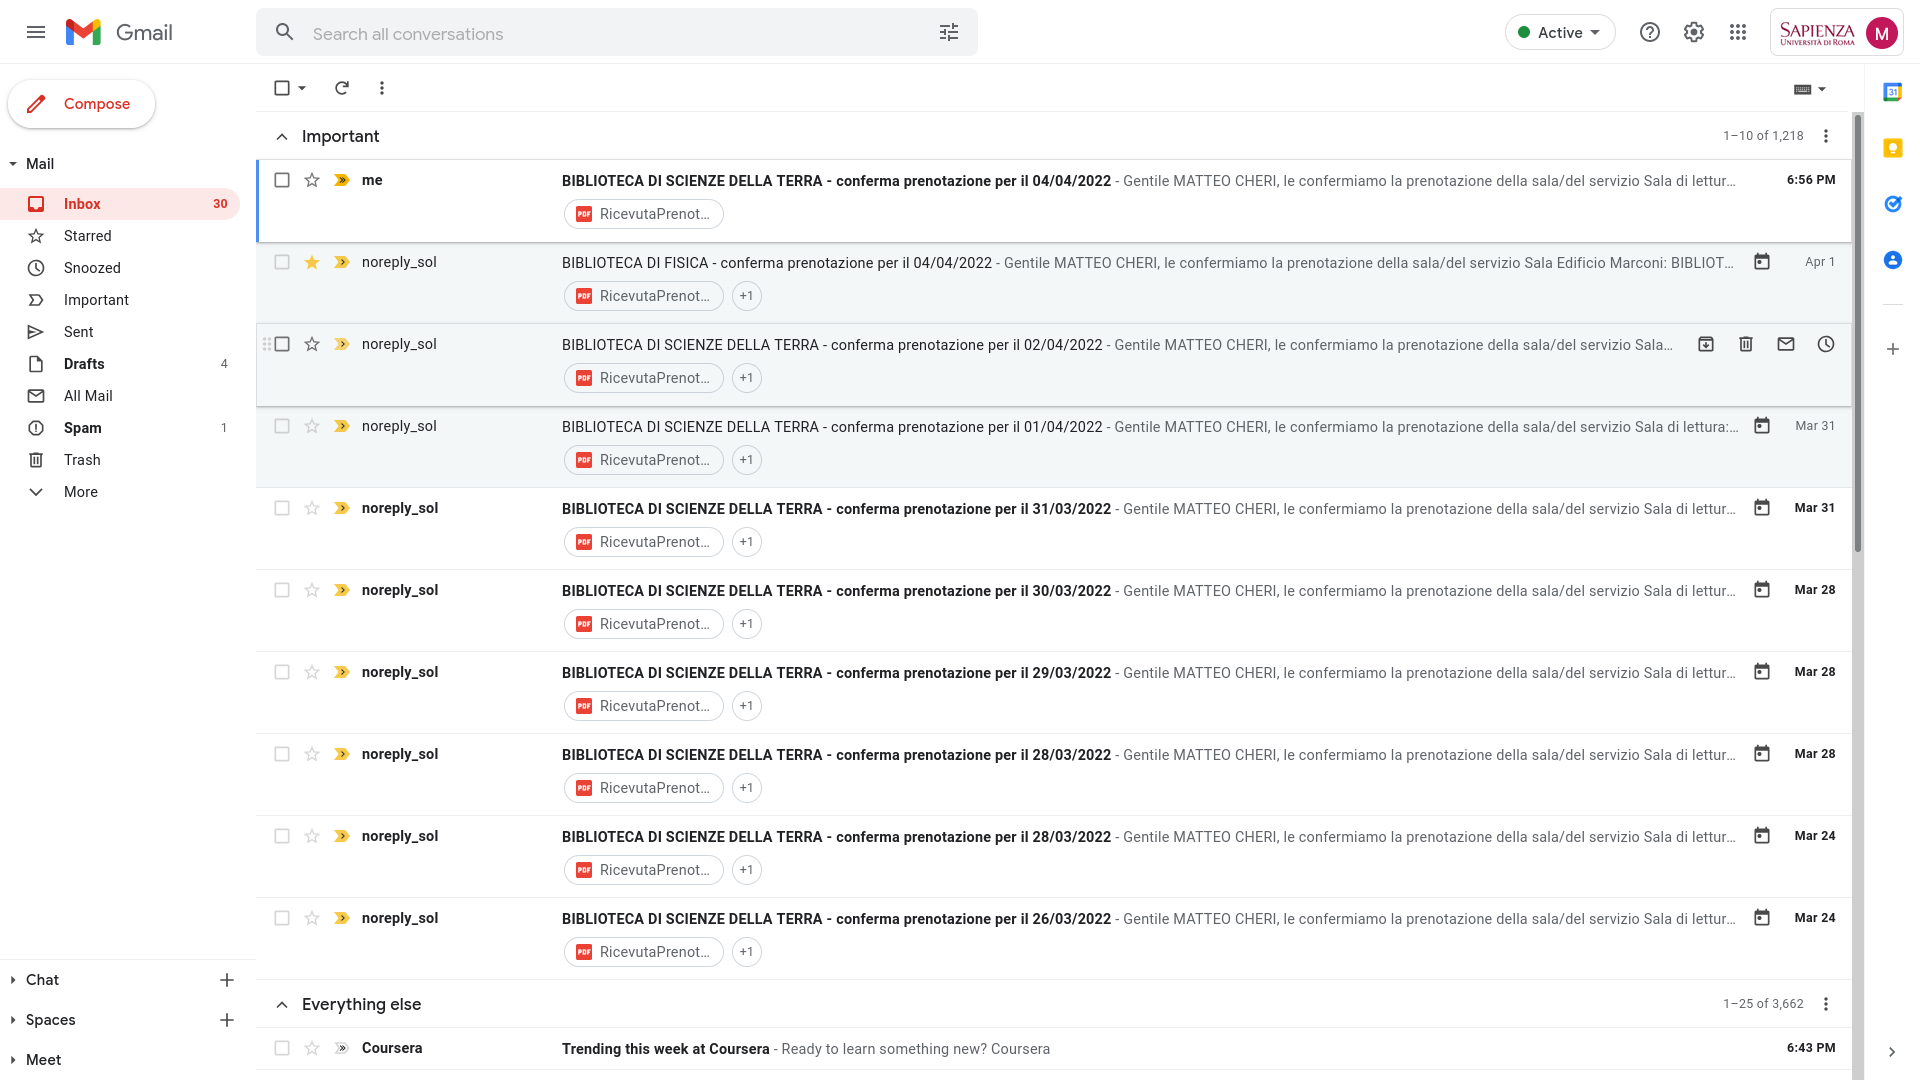 Gmail
Search all conversations
Active
SAPIENZA
UNIVERSITÀ DI ROMA
M
Compose
31
Important
1–10 of 1,218
Mail
me
BIBLIOTECA DI SCIENZE DELLA TERRA - conferma prenotazione per il 04/04/2022 - Gentile MATTEO CHERI, le confermiamo la prenotazione della sala/del servizio Sala di lettur...
6:56 PM
Inbox
30
PDF RicevutaPrenot...
Starred
noreply_sol
BIBLIOTECA DI FISICA - conferma prenotazione per il 04/04/2022 - Gentile MATTEO CHERI, le confermiamo la prenotazione della sala/del servizio Sala Edificio Marconi: BIBLIOT...
Apr 1
Snoozed
PDF RicevutaPrenot...
+1
Important
Sent
noreply_sol
BIBLIOTECA DI SCIENZE DELLA TERRA - conferma prenotazione per il 02/04/2022 - Gentile MATTEO CHERI, le confermiamo la prenotazione della sala/del servizio Sala...
Drafts
4
PDF RicevutaPrenot...
+1
All Mail
Spam
1
noreply_sol
BIBLIOTECA DI SCIENZE DELLA TERRA - conferma prenotazione per il 01/04/2022 - Gentile MATTEO CHERI, le confermiamo la prenotazione della sala/del servizio Sala di lettura:...
Mar 31
Trash
PDF RicevutaPrenot...
+1
More
noreply_sol
BIBLIOTECA DI SCIENZE DELLA TERRA - conferma prenotazione per il 31/03/2022 - Gentile MATTEO CHERI, le confermiamo la prenotazione della sala/del servizio Sala di lettur...
Mar 31
PDF RicevutaPrenot...
+1
noreply_sol
BIBLIOTECA DI SCIENZE DELLA TERRA - conferma prenotazione per il 30/03/2022 - Gentile MATTEO CHERI, le confermiamo la prenotazione della sala/del servizio Sala di lettur...
Mar 28
PDF RicevutaPrenot...
+1
noreply_sol
BIBLIOTECA DI SCIENZE DELLA TERRA - conferma prenotazione per il 29/03/2022 - Gentile MATTEO CHERI, le confermiamo la prenotazione della sala/del servizio Sala di lettur...
Mar 28
PDF RicevutaPrenot...
+1
noreply_sol
BIBLIOTECA DI SCIENZE DELLA TERRA - conferma prenotazione per il 28/03/2022 - Gentile MATTEO CHERI, le confermiamo la prenotazione della sala/del servizio Sala di lettur...
Mar 28
PDF RicevutaPrenot...
+1
noreply_sol
BIBLIOTECA DI SCIENZE DELLA TERRA - conferma prenotazione per il 28/03/2022 - Gentile MATTEO CHERI, le confermiamo la prenotazione della sala/del servizio Sala di lettur...
Mar 24
PDF RicevutaPrenot...
+1
noreply_sol
BIBLIOTECA DI SCIENZE DELLA TERRA - conferma prenotazione per il 26/03/2022 - Gentile MATTEO CHERI, le confermiamo la prenotazione della sala/del servizio Sala di lettur...
Mar 24
PDF RicevutaPrenot...
+1
Chat
Everything else
1–25 of 3,662
Spaces
Coursera
Trending this week at Coursera - Ready to learn something new? Coursera
6:43 PM
Meet